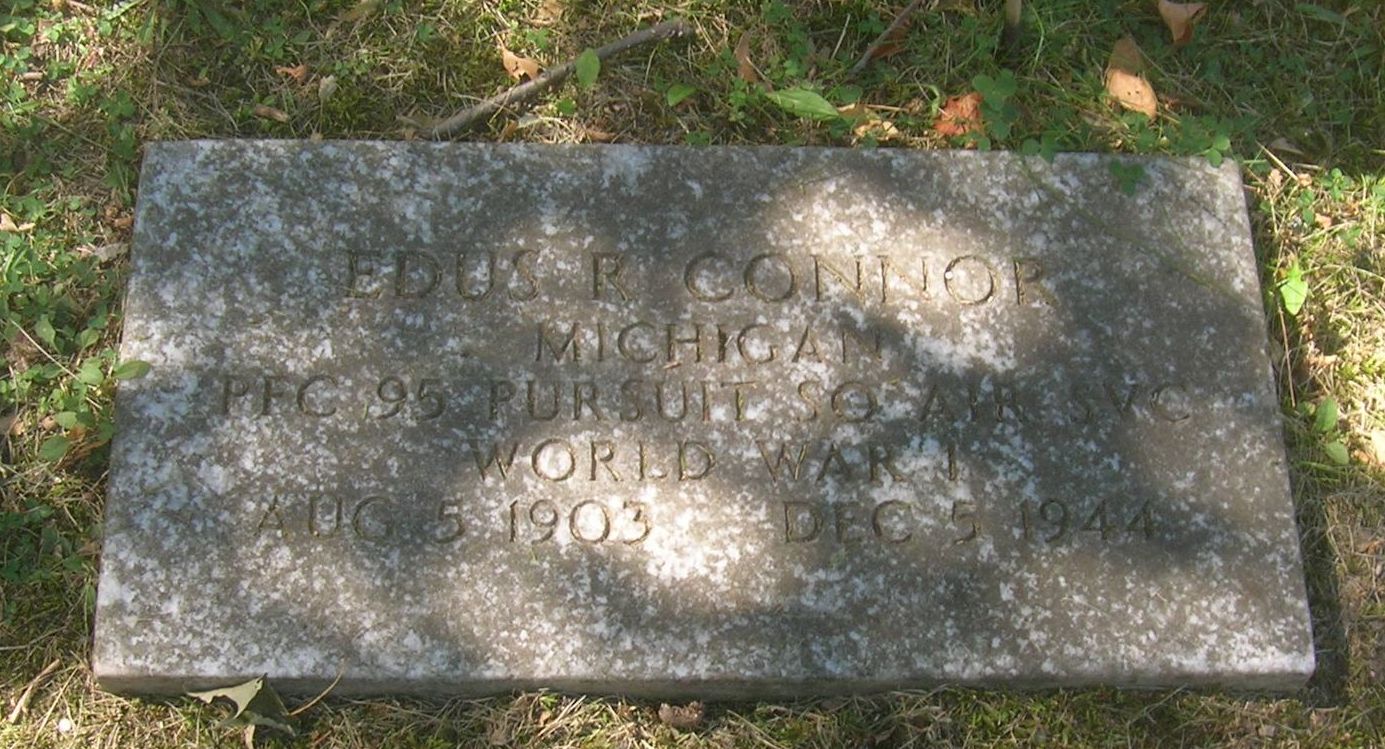 EDUS R CONNOR
MICHIGAN
PFC 95 PURSUIT SQ AIR SVC
WORLD WAR I
AUG 5 1903 DEC 5 1944